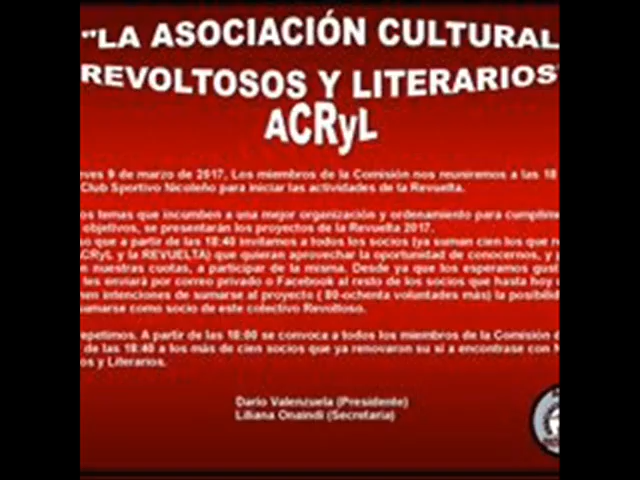 "LA ASOCIACIÓN CULTURAL
REVOLTOSOS Y LITERARIOS"
ACRyL
ves 9 de marzo de 2017. Los miembros de la Comisión nos reuniremos a las 18
Club Sportivo Nicoleño para iniciar las actividades de la Revuelta.
os temas que incumben a una mejor organización y ordenamiento para cumplime
objetivos, se presentarán los proyectos de la Revuelta 2017.
so que a partir de las 18:40 invitamos a todos los socios (ya suman cien los que re
CRyL y la REVUELTA) que quieran aprovechar la oportunidad de conocernos, y
n nuestras cuotas, a participar de la misma. Desde ya que los esperamos gust
les enviará por correo privado o Facebook al resto de los socios que hasta hoy
nen intenciones de sumarse al proyecto ( 80-ochenta voluntades más) la posibilid
sumarse como socio de este colectivo Revoltoso.
epetimos. A partir de las 18:00 se convoca a todos los miembros de la Comisión
de las 18:40 a los más de cien socios que ya renovaron su si a encontrase con
os y Literarios.
Darío Valenzuela (Presidente)
Liliana Onaindi (Secretaria)